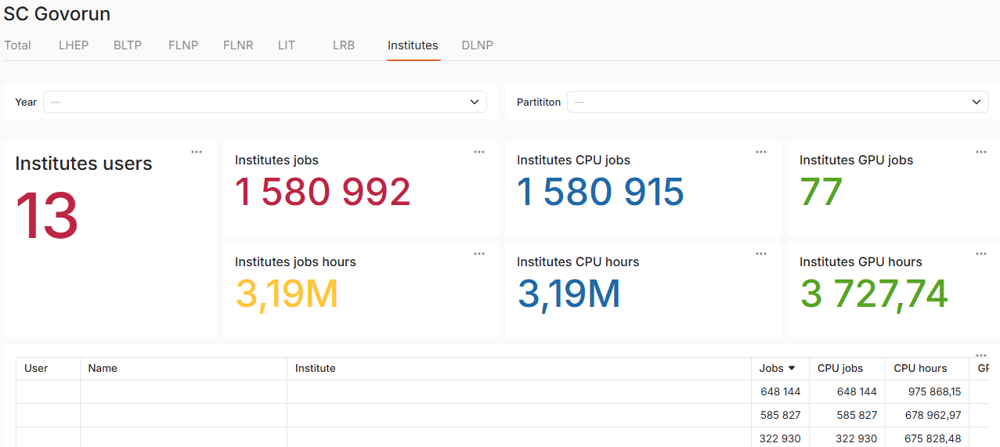 SC Govorun
Total LHEP BLTP FLNP FLNR LIT LRB Institutes DLNP
Year — Partititon —
Institutes users
13
Institutes jobs
1 580 992
Institutes CPU jobs
1 580 915
Institutes GPU jobs
77
Institutes jobs hours
3,19M
Institutes CPU hours
3,19M
Institutes GPU hours
3 727,74
User Name Institute Jobs CPU jobs CPU hours
648 144 648 144 975 868,15
585 827 585 827 678 962,97
322 930 322 930 675 828,48